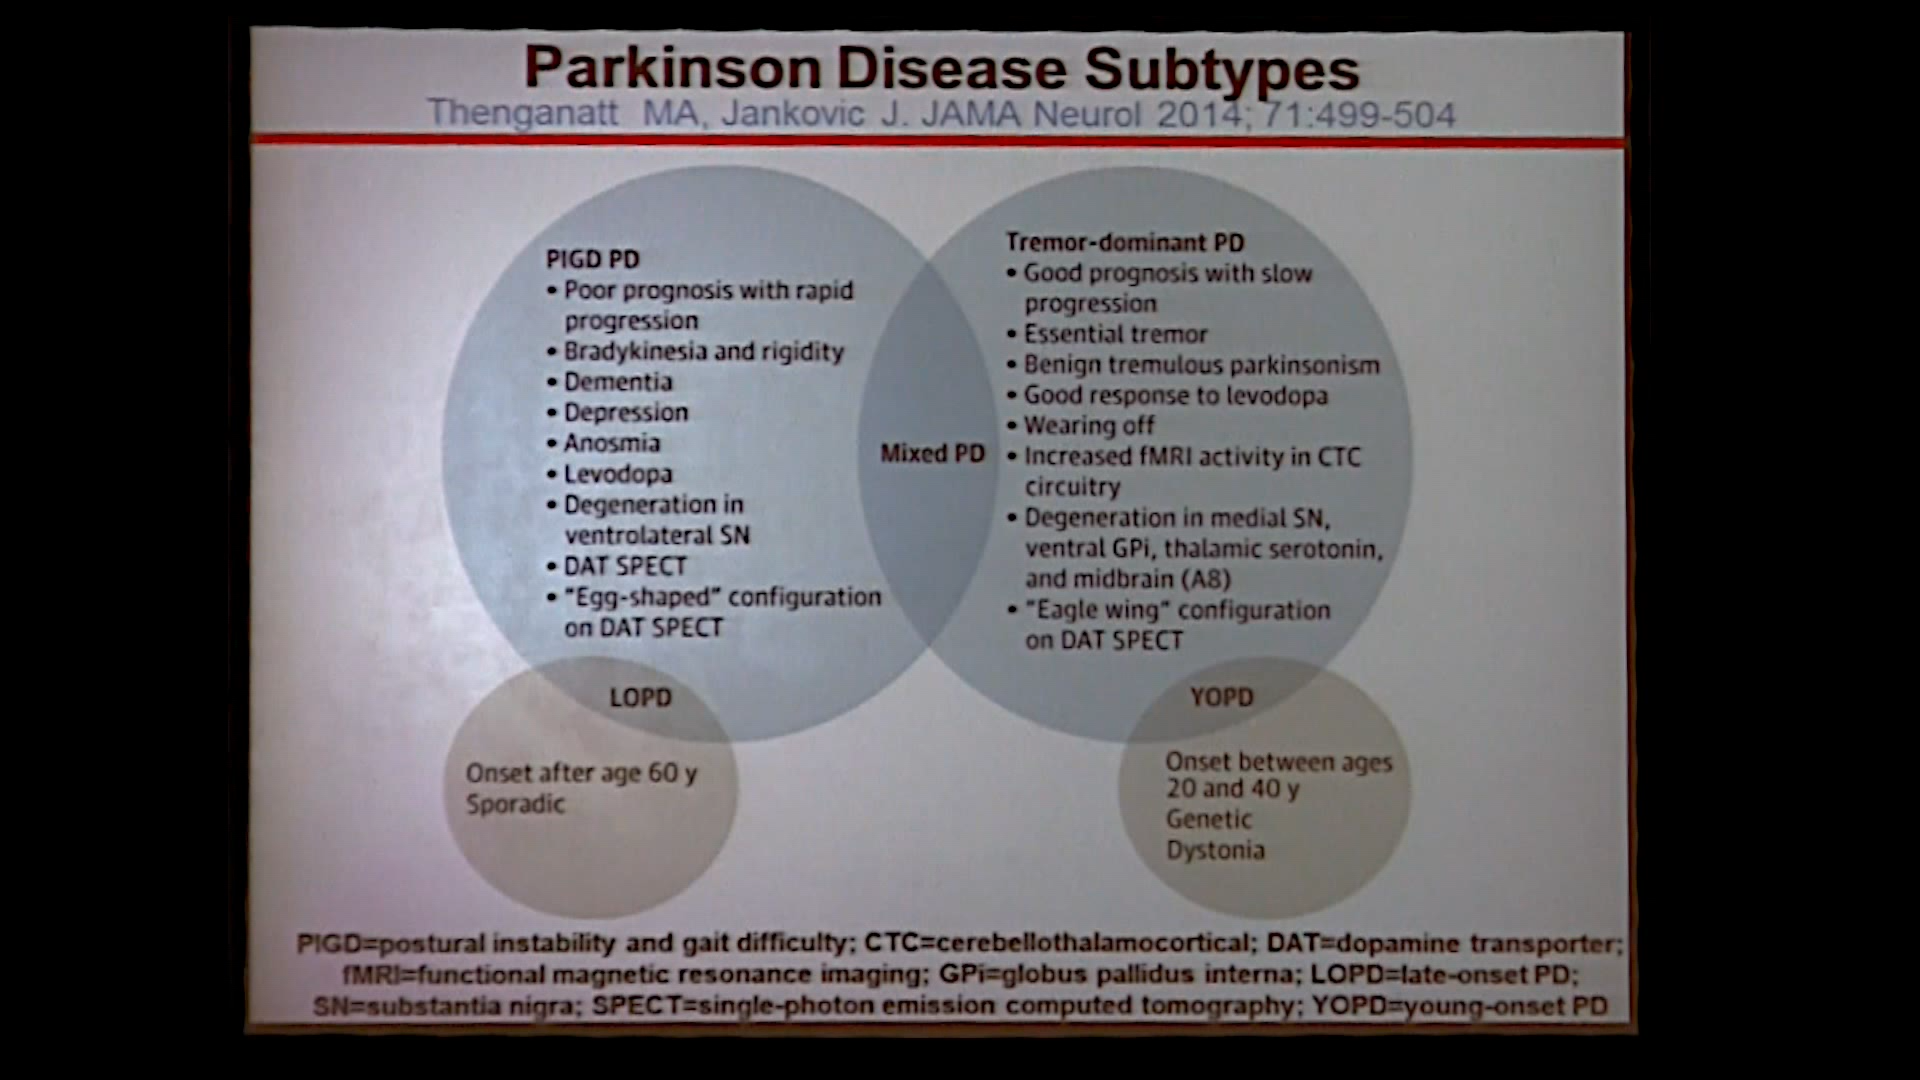 Parkinson Disease Subtypes
Thenganatt MA, Jankovic J. JAMA Neurol 2014; 71:499-504
PIGD PD
• Poor prognosis with rapid
progression
• Bradykinesia and rigidity
• Dementia
• Depression
• Anosmia
• Levodopa
• Degeneration in
ventrolateral SN
• DAT SPECT
• "Egg-shaped" configuration
on DAT SPECT
Mixed PD
Tremor-dominant PD
• Good prognosis with slow
progression
• Essential tremor
• Benign tremulous parkinsonism
• Good response to levodopa
• Wearing off
• Increased fMRI activity in CTC
circuitry
• Degeneration in medial SN,
ventral GPi, thalamic serotonin,
and midbrain (A8)
• "Eagle wing" configuration
on DAT SPECT
LOPD
Onset after age 60 y
Sporadic
YOPD
Onset between ages
20 and 40 y
Genetic
Dystonia
PIGD=postural instability and gait difficulty; CTC=cerebellothalamocortical; DAT=dopamine transporter;
fMRI=functional magnetic resonance imaging; GPi=globus pallidus interna; LOPD=late-onset PD;
SN=substantia nigra; SPECT=single-photon emission computed tomography; YOPD=young-onset PD